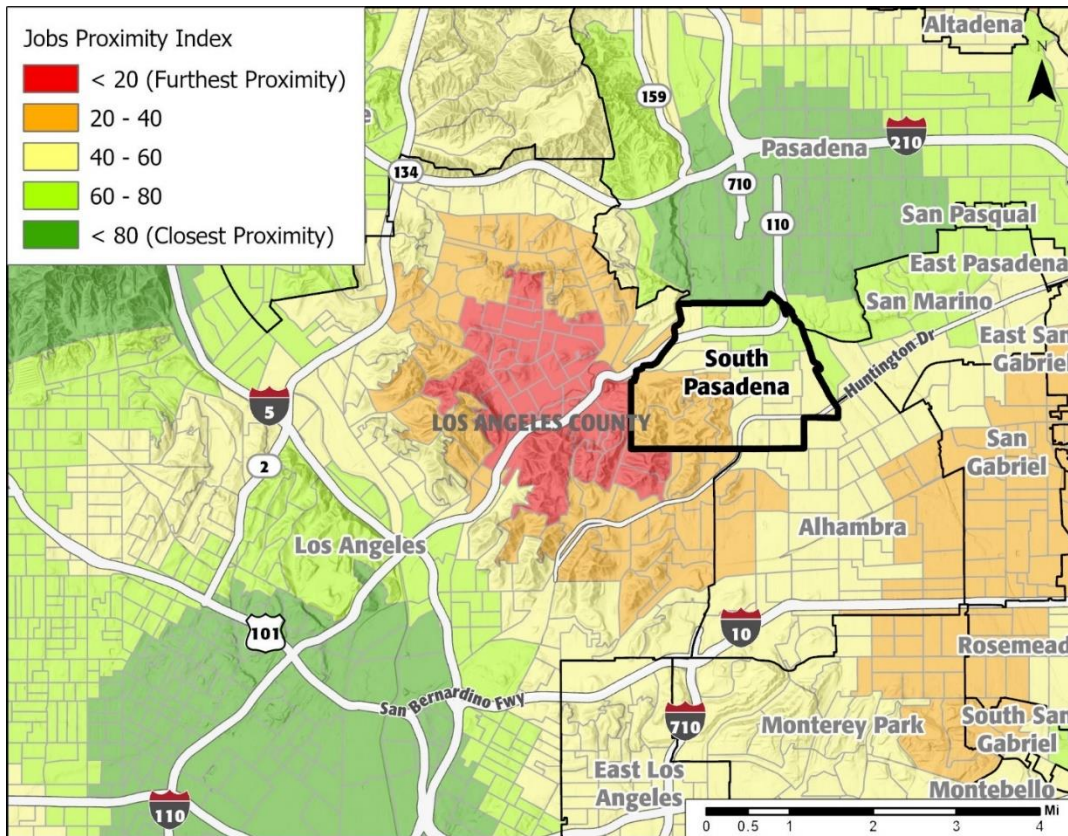 Jobs Proximity Index
< 20 (Furthest Proximity)
20 - 40
40 - 60
60 - 80
< 80 (Closest Proximity)
Altadena
N
159
Pasadena
210
134
710
110
San Pasqual
East Pasadena
San Marino
East San
Gabriel
Huntington Dr
South
Pasadena
5
LOS ANGELES COUNTY
San
Gabriel
2
Alhambra
Los Angeles
101
10
Rosemead
San Bernardino Fwy
710
Monterey Park
South San
Gabriel
East Los
Angeles
Montebello
110
Mi
0 0.5 1 2 3 4